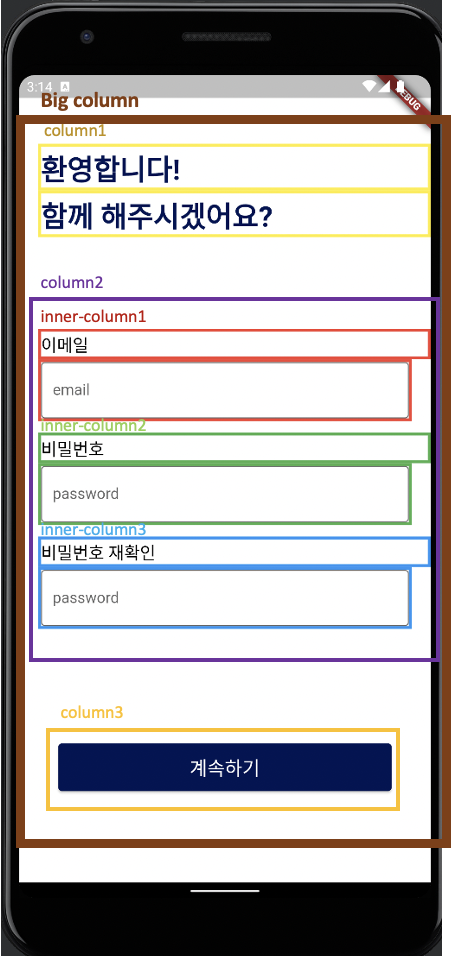 3:14 A
DEBUG
Big column
column1
환영합니다!
함께 해주시겠어요?
column2
inner-column1
이메일
email
inner-column2
비밀번호
password
inner-column3
비밀번호 재확인
password
column3
계속하기